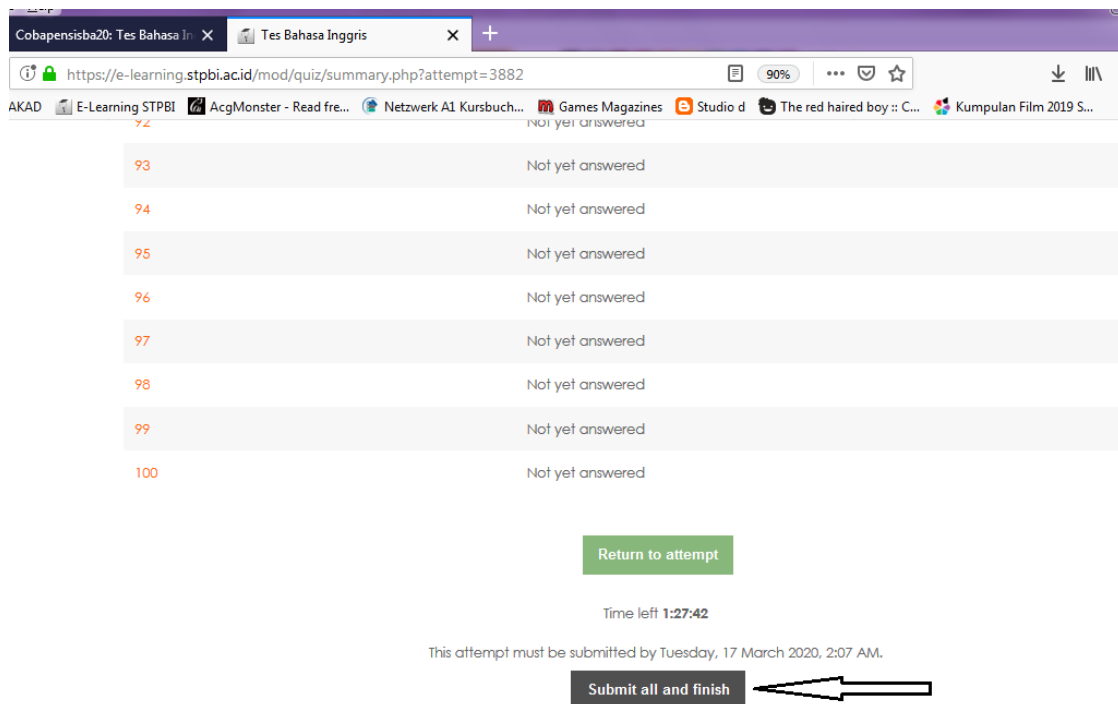 Cobapensisba20: Tes Bahasa In
Tes Bahasa Inggris
https://e-learning.stpbi.ac.id/mod/quiz/summary.php?attempt=3882
90%
AKAD E-Learning STPBI AcgMonster - Read fre... Netzwerk A1 Kursbuch... Games Magazines Studio d The red haired boy :: C... Kumpulan Film 2019 S...
92 Not yet answered
93 Not yet answered
94 Not yet answered
95 Not yet answered
96 Not yet answered
97 Not yet answered
98 Not yet answered
99 Not yet answered
100 Not yet answered
Return to attempt
Time left 1:27:42
This attempt must be submitted by Tuesday, 17 March 2020, 2:07 AM.
Submit all and finish